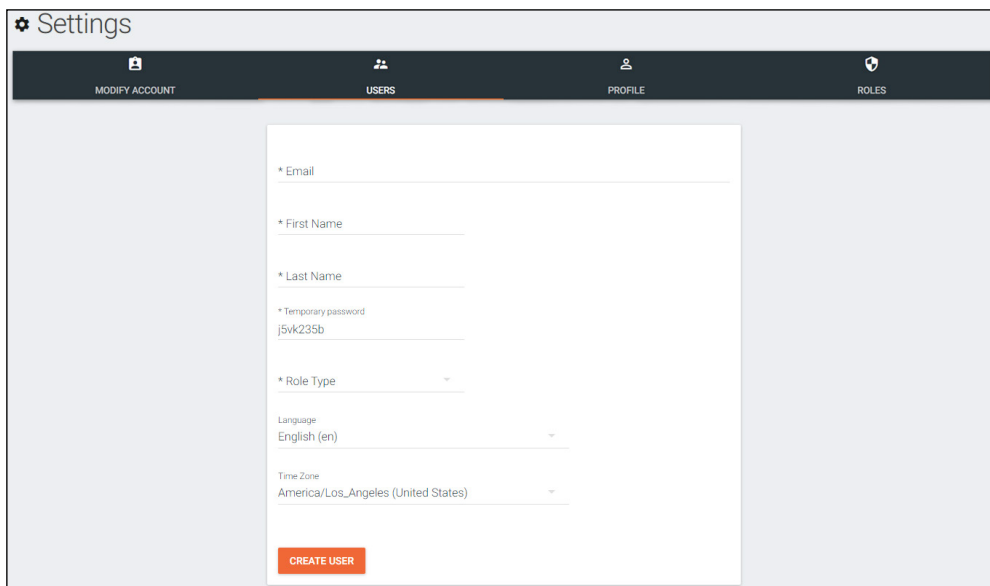 Settings
MODIFY ACCOUNT
USERS
PROFILE
ROLES
* Email
* First Name
* Last Name
* Temporary password
j5vk235b
* Role Type
Language
English (en)
Time Zone
America/Los_Angeles (United States)
CREATE USER